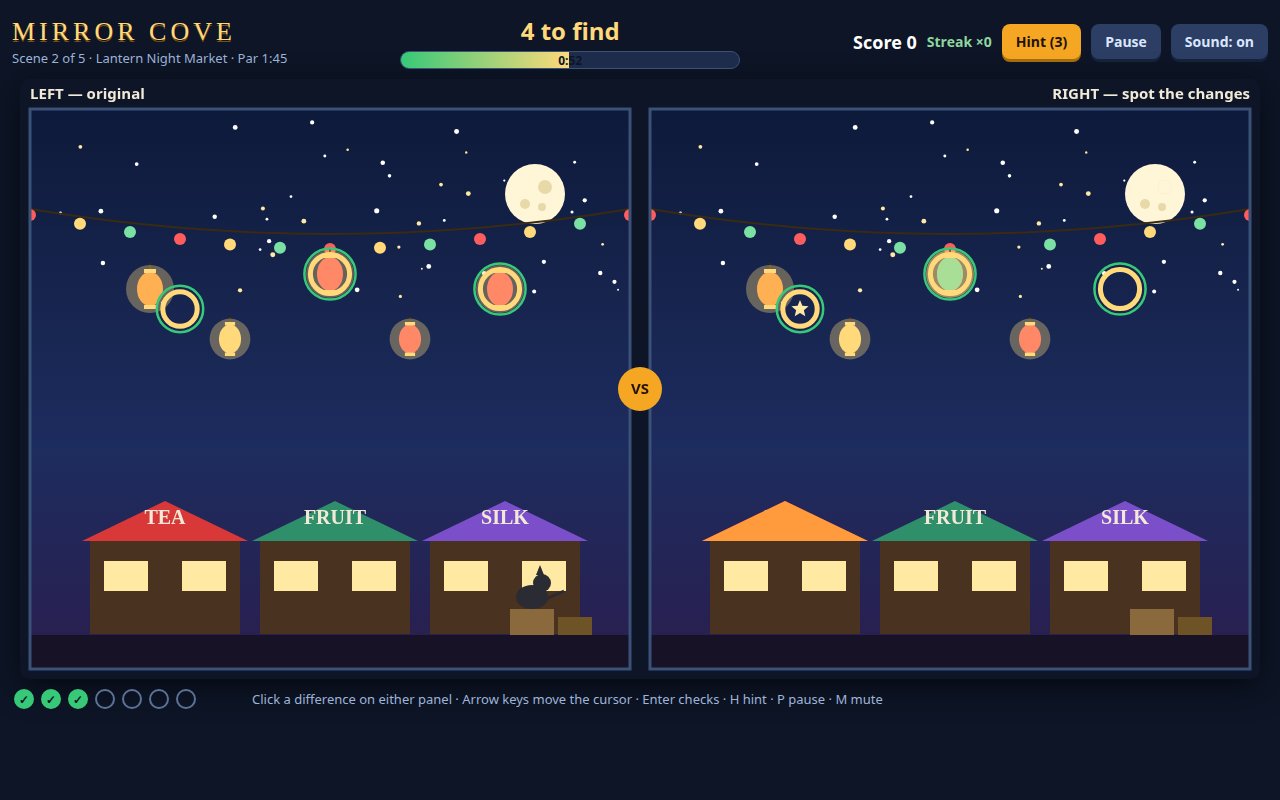 MIRROR COVE
Scene 2 of 5 · Lantern Night Market · Par 1:45
4 to find
0:52
Score 0 Streak ×0 Hint (3) Pause Sound: on
LEFT — original
RIGHT — spot the changes
VS
TEA FRUIT SILK
FRUIT SILK
Click a difference on either panel · Arrow keys move the cursor · Enter checks · H hint · P pause · M mute